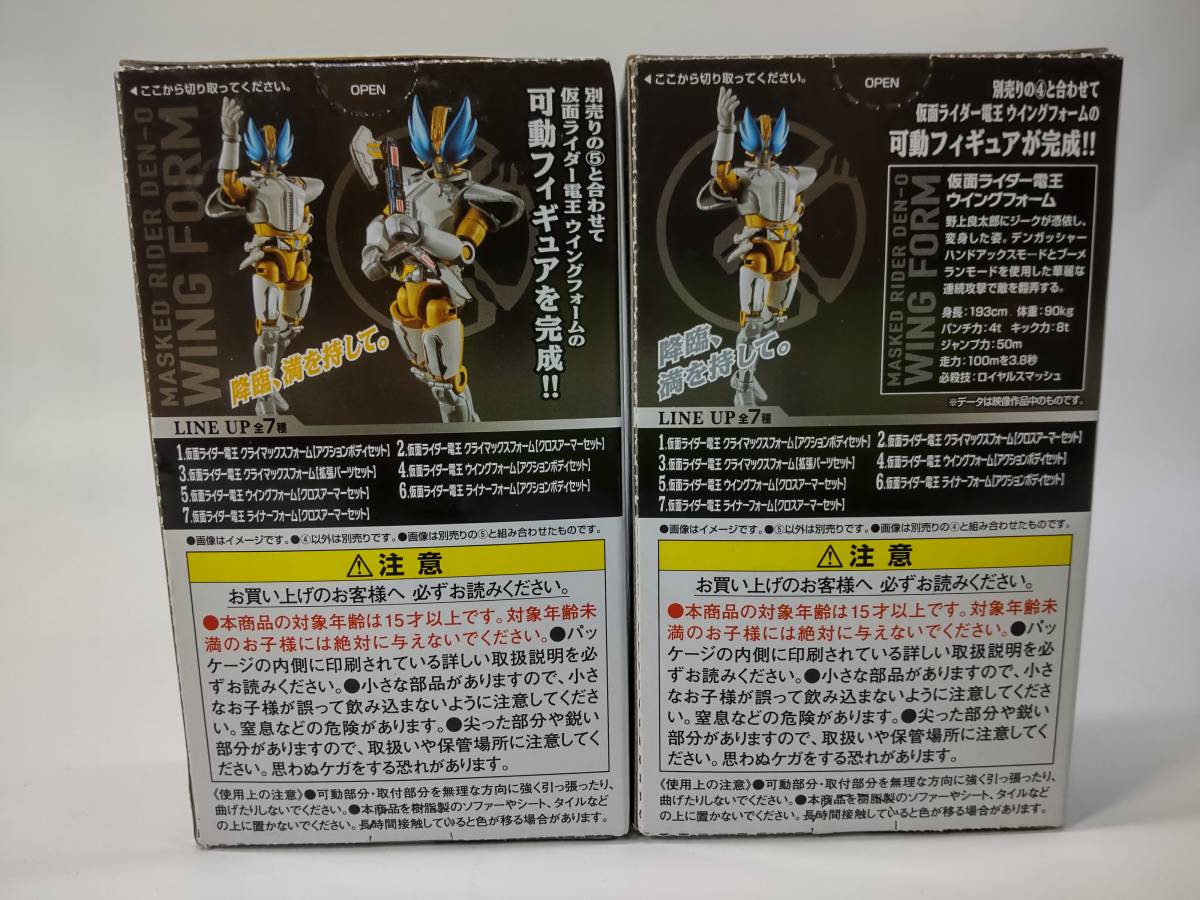 ◀ここから切り取ってください。
OPEN
MASKED RIDER DEN-O
WING FORM
別売りの⑤と合わせて
仮面ライダー電王 ウイングフォームの
可動フィギュアを完成!!
降臨、満を持して。
LINE UP 全7種
1.仮面ライダー電王 クライマックスフォーム[アクションボディセット] 2.仮面ライダー電王 クライマックスフォーム[クロスアーマーセット]
3.仮面ライダー電王 クライマックスフォーム[拡張パーツセット] 4.仮面ライダー電王 ウイングフォーム[アクションボディセット]
5.仮面ライダー電王 ウイングフォーム[クロスアーマーセット] 6.仮面ライダー電王 ライナーフォーム[アクションボディセット]
7.仮面ライダー電王 ライナーフォーム[クロスアーマーセット]
●画像はイメージです。●④以外は別売りです。●画像は別売りの⑤と組み合わせたものです。
⚠注意
お買い上げのお客様へ 必ずお読みください。
●本商品の対象年齢は15才以上です。対象年齢未
満のお子様には絶対に与えないでください。●パッ
ケージの内側に印刷されている詳しい取扱説明を必
ずお読みください。●小さな部品がありますので、小さ
なお子様が誤って飲み込まないように注意してくださ
い。窒息などの危険があります。●尖った部分や鋭い
部分がありますので、取扱いや保管場所に注意してく
ださい。思わぬケガをする恐れがあります。
《使用上の注意》●可動部分・取付部分を無理な方向に強く引っ張ったり、
曲げたりしないでください。●本商品を樹脂製のソファーやシート、タイルなど
の上に置かないでください。長時間接触していると色が移る場合があります。
◀ここから切り取ってください。
OPEN
別売りの④と合わせて
仮面ライダー電王 ウイングフォームの
可動フィギュアが完成!!
MASKED RIDER DEN-O
WING FORM
仮面ライダー電王
ウイングフォーム
野上良太郎にジークが憑依し、
変身した姿。デンガッシャー
ハンドアックスモードとブーメ
ランモードを使用した華麗な
連続攻撃で敵を翻弄する。
身長:193cm 体重:90kg
パンチ力:4t キック力:8t
ジャンプ力:50m
走力:100mを3.8秒
必殺技:ロイヤルスマッシュ
※データは映像作品中のものです。
降臨、
満を持して。
LINE UP 全7種
1.仮面ライダー電王 クライマックスフォーム[アクションボディセット] 2.仮面ライダー電王 クライマックスフォーム[クロスアーマーセット]
3.仮面ライダー電王 クライマックスフォーム[拡張パーツセット] 4.仮面ライダー電王 ウイングフォーム[アクションボディセット]
5.仮面ライダー電王 ウイングフォーム[クロスアーマーセット] 6.仮面ライダー電王 ライナーフォーム[アクションボディセット]
7.仮面ライダー電王 ライナーフォーム[クロスアーマーセット]
●画像はイメージです。●⑤以外は別売りです。●画像は別売りの④と組み合わせたものです。
⚠注意
お買い上げのお客様へ 必ずお読みください。
●本商品の対象年齢は15才以上です。対象年齢未
満のお子様には絶対に与えないでください。●パッ
ケージの内側に印刷されている詳しい取扱説明を必
ずお読みください。●小さな部品がありますので、小さ
なお子様が誤って飲み込まないように注意してくださ
い。窒息などの危険があります。●尖った部分や鋭い
部分がありますので、取扱いや保管場所に注意してく
ださい。思わぬケガをする恐れがあります。
《使用上の注意》●可動部分・取付部分を無理な方向に強く引っ張ったり、
曲げたりしないでください。●本商品を樹脂製のソファーやシート、タイルなど
の上に置かないでください。長時間接触していると色が移る場合があります。